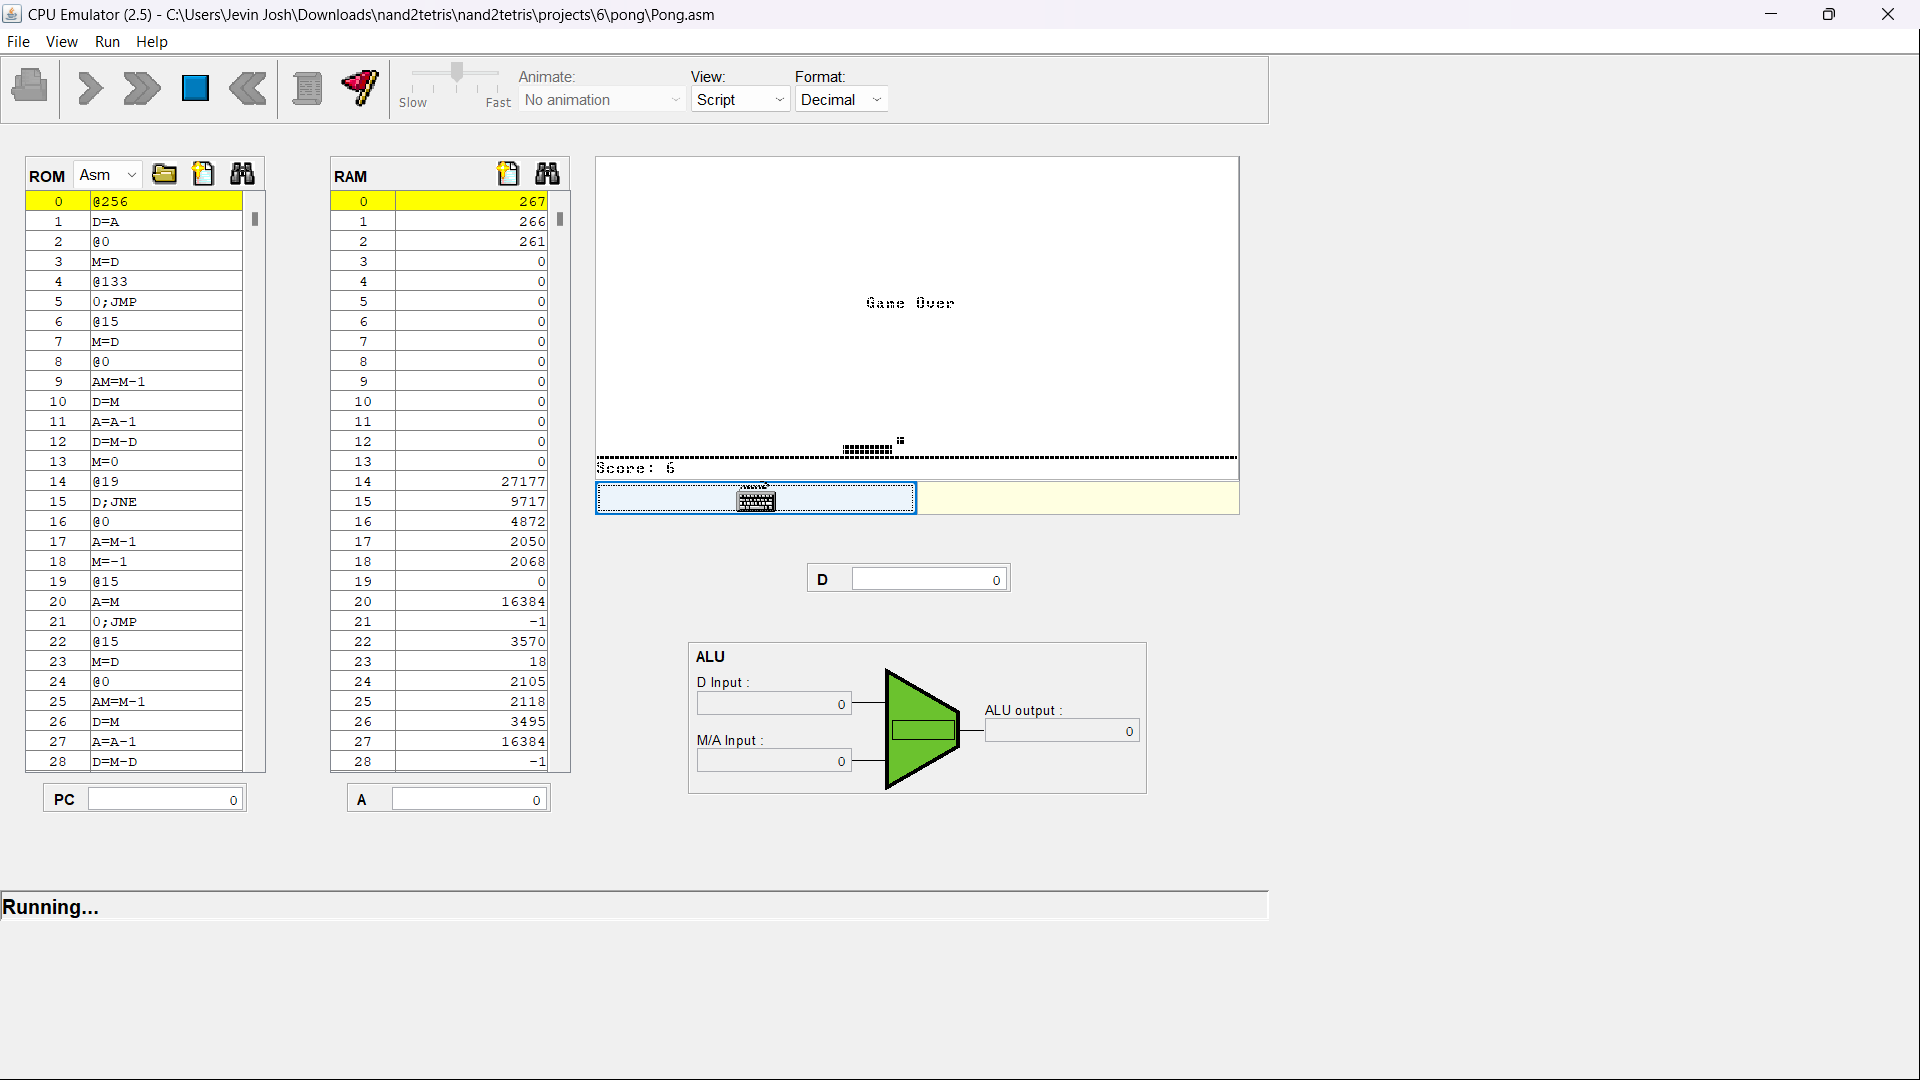 CPU Emulator (2.5) - C:\Users\Jevin Josh\Downloads\nand2tetris\nand2tetris\projects\6\pong\Pong.asm
File View Run Help
Slow Fast
Animate:
No animation
View:
Script
Format:
Decimal
ROM Asm
0 @256
1 D=A
2 @0
3 M=D
4 @133
5 0;JMP
6 @15
7 M=D
8 @0
9 AM=M-1
10 D=M
11 A=A-1
12 D=M-D
13 M=0
14 @19
15 D;JNE
16 @0
17 A=M-1
18 M=-1
19 @15
20 A=M
21 0;JMP
22 @15
23 M=D
24 @0
25 AM=M-1
26 D=M
27 A=A-1
28 D=M-D
PC 0
RAM
0 267
1 266
2 261
3 0
4 0
5 0
6 0
7 0
8 0
9 0
10 0
11 0
12 0
13 0
14 27177
15 9717
16 4872
17 2050
18 2068
19 0
20 16384
21 -1
22 3570
23 18
24 2105
25 2118
26 3495
27 16384
28 -1
A 0
Game Over
Score: 6
D 0
ALU
D Input :
0
M/A Input :
0
ALU output :
0
Running...